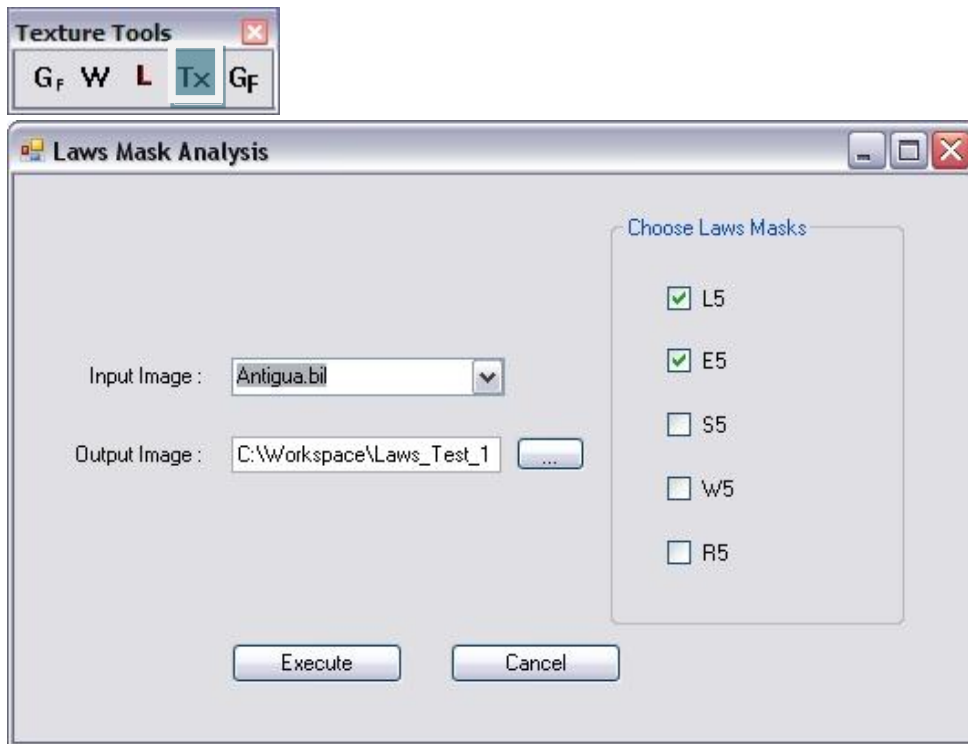 Texture Tools
GF W L Tx GF
Laws Mask Analysis
Choose Laws Masks
L5
E5
Input Image : Antigua.bil
S5
Output Image : C:\Workspace\Laws_Test_1 ...
W5
R5
Execute Cancel